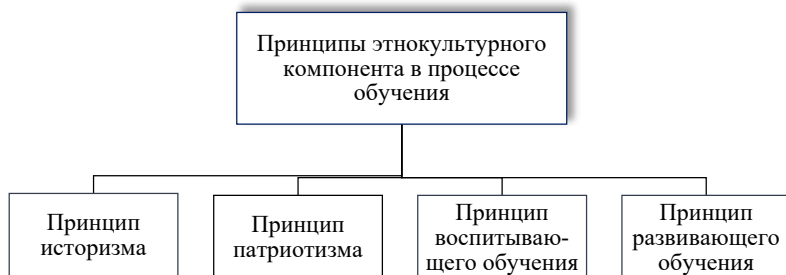 Принципы этнокультурного
компонента в процессе
обучения
Принцип
историзма
Принцип
патриотизма
Принцип
воспитываю-
щего обучения
Принцип
развивающего
обучения